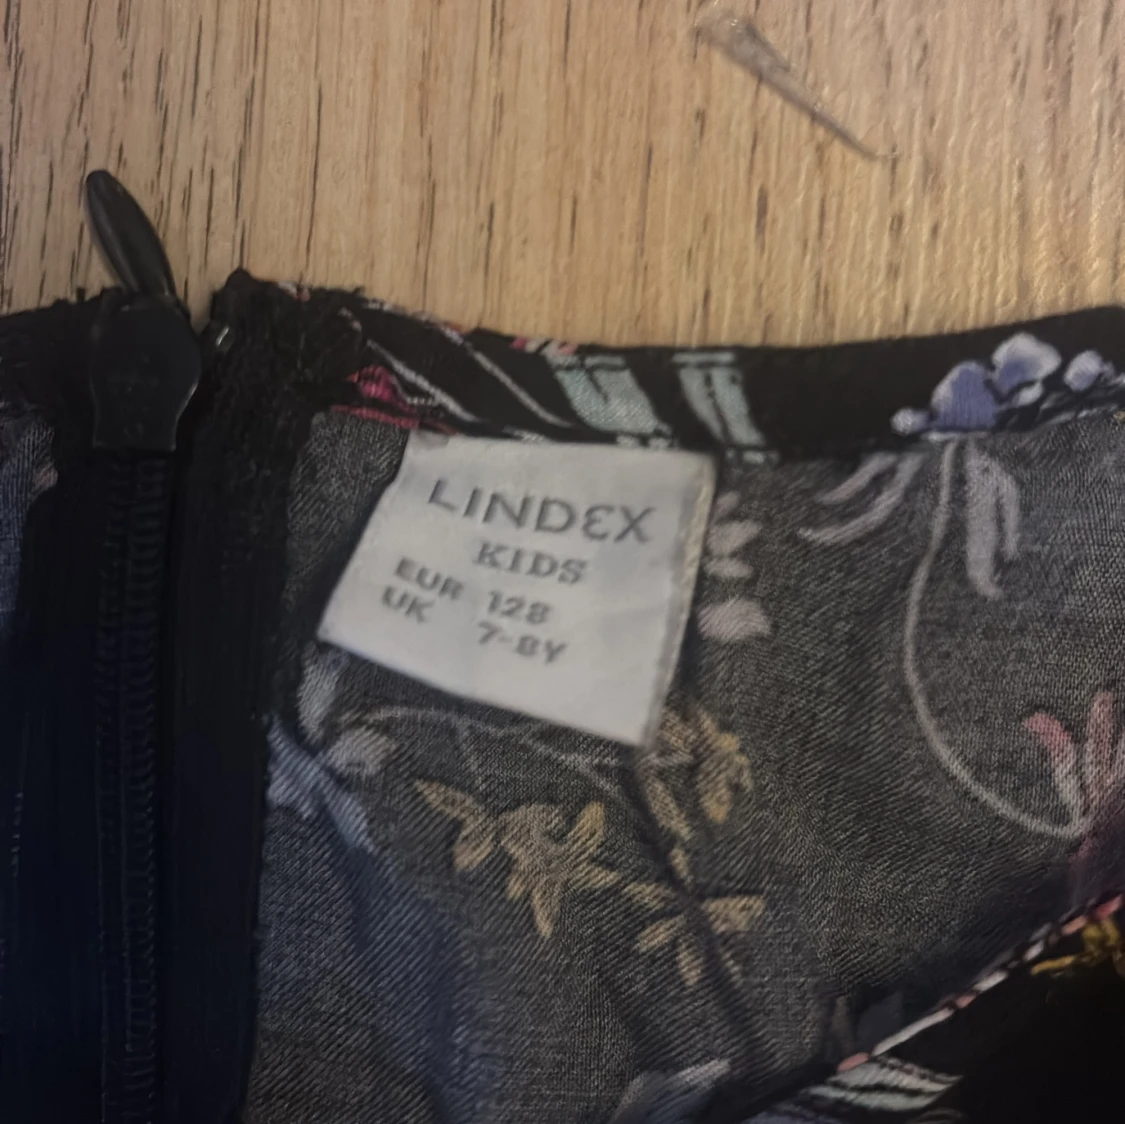 LINDEX
KIDS
EUR 128
UK 7-8Y